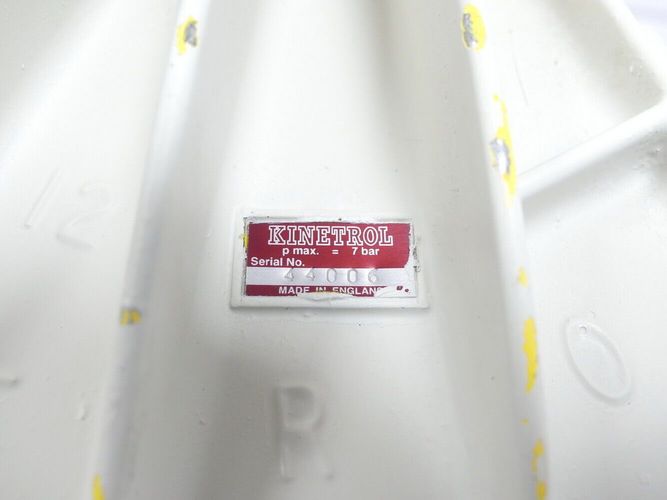 12
KINETROL
p max. = 7 bar
Serial No.
44006
MADE IN ENGLAND
R
O